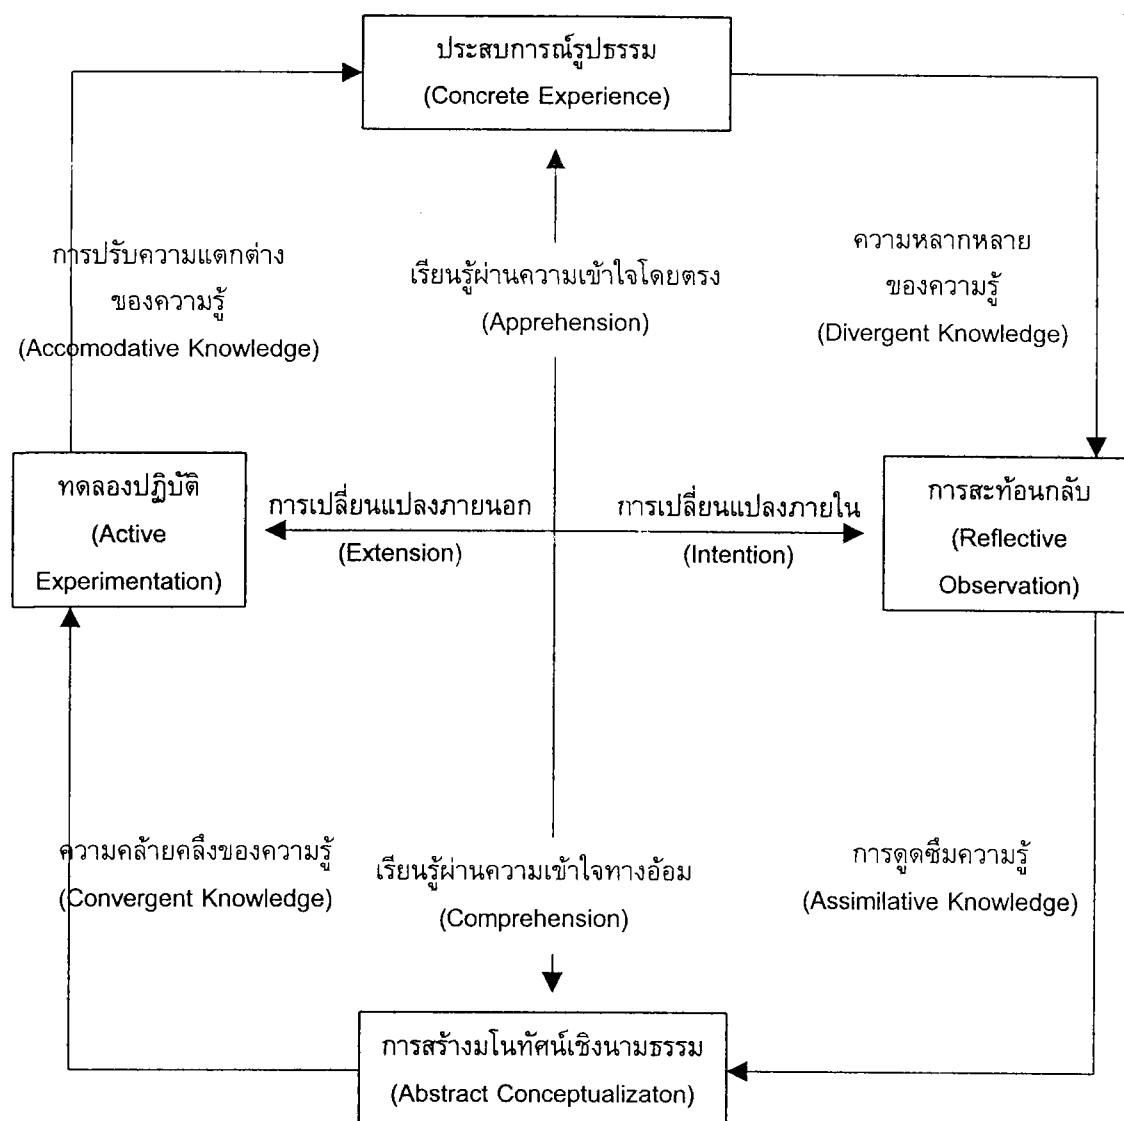 ประสบการณ์รูปธรรม
(Concrete Experience)
การปรับความแตกต่าง
ของความรู้
(Accomodative Knowledge)
เรียนรู้ผ่านความเข้าใจโดยตรง
(Apprehension)
ความหลากหลาย
ของความรู้
(Divergent Knowledge)
ทดลองปฏิบัติ
(Active
Experimentation)
การเปลี่ยนแปลงภายนอก
(Extension)
การเปลี่ยนแปลงภายใน
(Intention)
การสะท้อนกลับ
(Reflective
Observation)
ความคล้ายคลึงของความรู้
(Convergent Knowledge)
เรียนรู้ผ่านความเข้าใจทางอ้อม
(Comprehension)
การดูดซึมความรู้
(Assimilative Knowledge)
การสร้างมโนทัศน์เชิงนามธรรม
(Abstract Conceptualizaton)